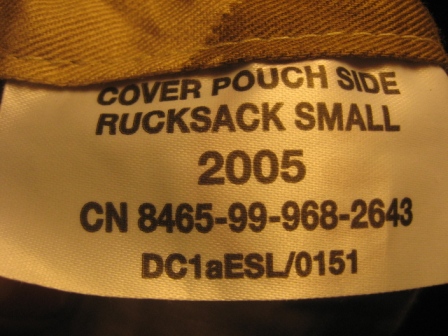 COVER POUCH SIDE
RUCKSACK SMALL
2005
CN 8465-99-968-2643
DC1aESL/0151